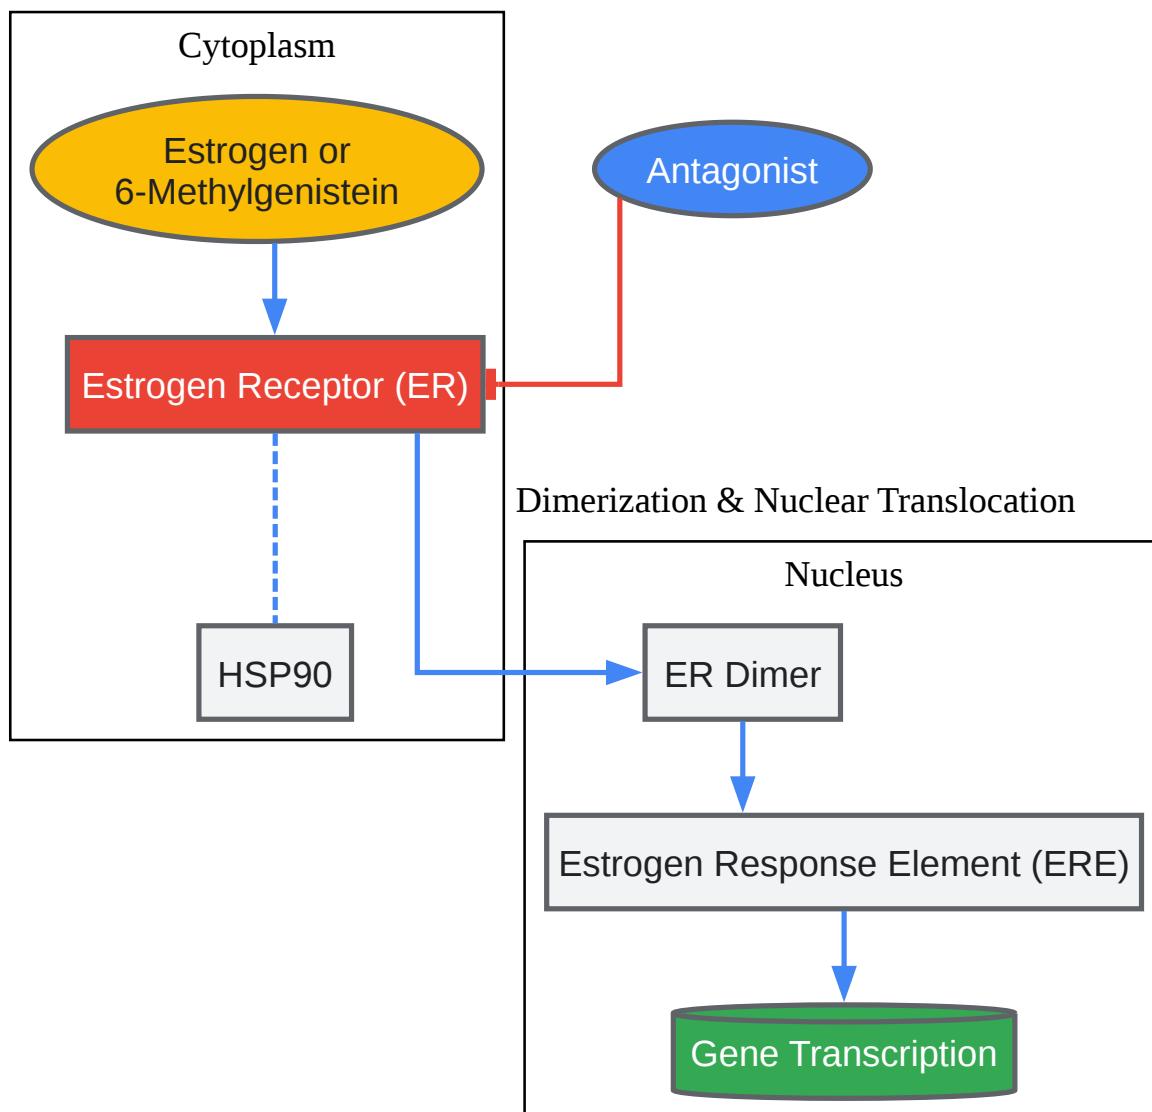 Cytoplasm
Estrogen or
6-Methylgenistein
Antagonist
Estrogen Receptor (ER)
Dimerization & Nuclear Translocation
Nucleus
HSP90
ER Dimer
Estrogen Response Element (ERE)
Gene Transcription